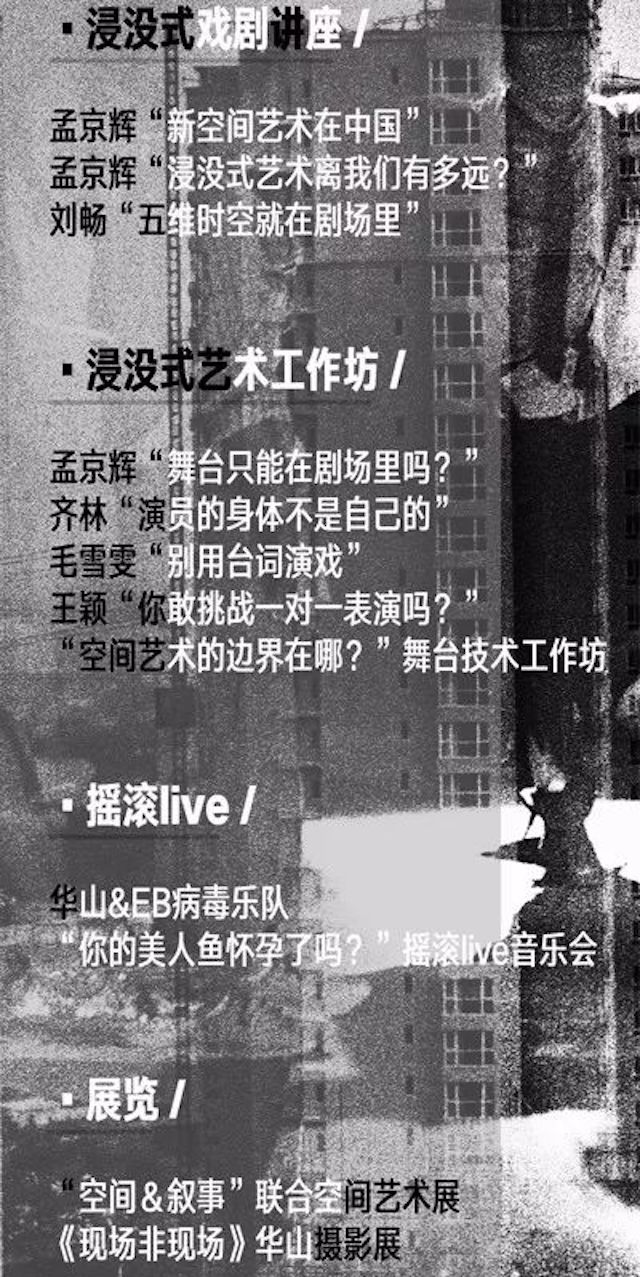 · 浸没式戏剧讲座 /
孟京辉“新空间艺术在中国”
孟京辉“浸没式艺术离我们有多远？”
刘畅“五维时空就在剧场里”
· 浸没式艺术工作坊 /
孟京辉“舞台只能在剧场里吗？”
齐林“演员的身体不是自己的”
毛雪雯“别用台词演戏”
王颖“你敢挑战一对一表演吗？”
“空间艺术的边界在哪？”舞台技术工作坊
· 摇滚live /
华山&EB病毒乐队
“你的美人鱼怀孕了吗？”摇滚live音乐会
· 展览 /
“空间＆叙事”联合空间艺术展
《现场非现场》华山摄影展